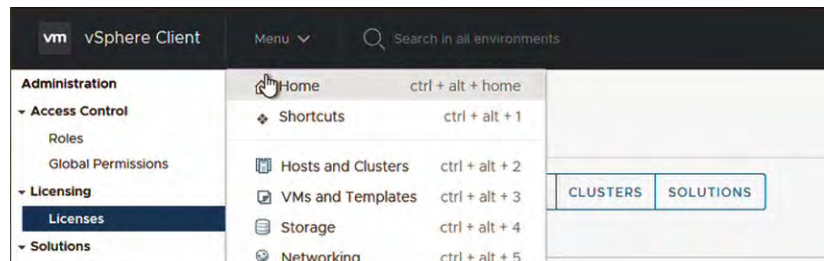 vm vSphere Client Menu Search in all environments
Administration
Access Control
Roles
Global Permissions
Licensing
Licenses
Solutions
Home ctrl + alt + home
Shortcuts ctrl + alt + 1
Hosts and Clusters ctrl + alt + 2
VMs and Templates ctrl + alt + 3
Storage ctrl + alt + 4
Networking ctrl + alt + 5
CLUSTERS SOLUTIONS